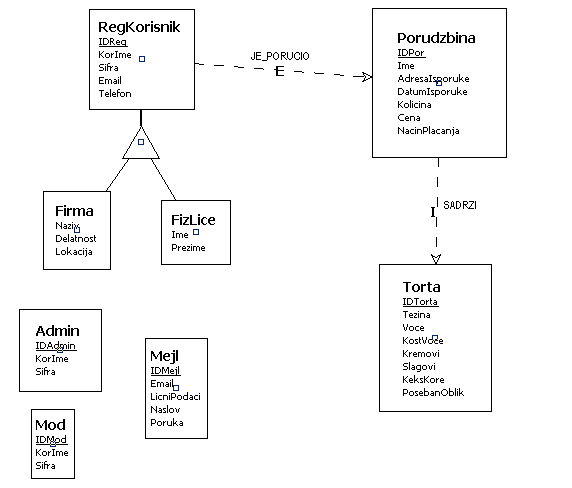 RegKorisnik
IDReg
KorIme
Sifra
Email
Telefon
JE_PORUCIO
E
Porudzbina
IDPor
Ime
AdresaIsporuke
DatumIsporuke
Kolicina
Cena
NacinPlacanja
Firma
Naziv
Delatnost
Lokacija
FizLice
Ime
Prezime
I
SADRZI
Torta
IDTorta
Tezina
Voce
KostVoce
Kremovi
Slagovi
KeksKore
PosebanOblik
Admin
IDAdmin
KorIme
Sifra
Mejl
IDMejl
Email
LicniPodaci
Naslov
Poruka
Mod
IDMod
KorIme
Sifra